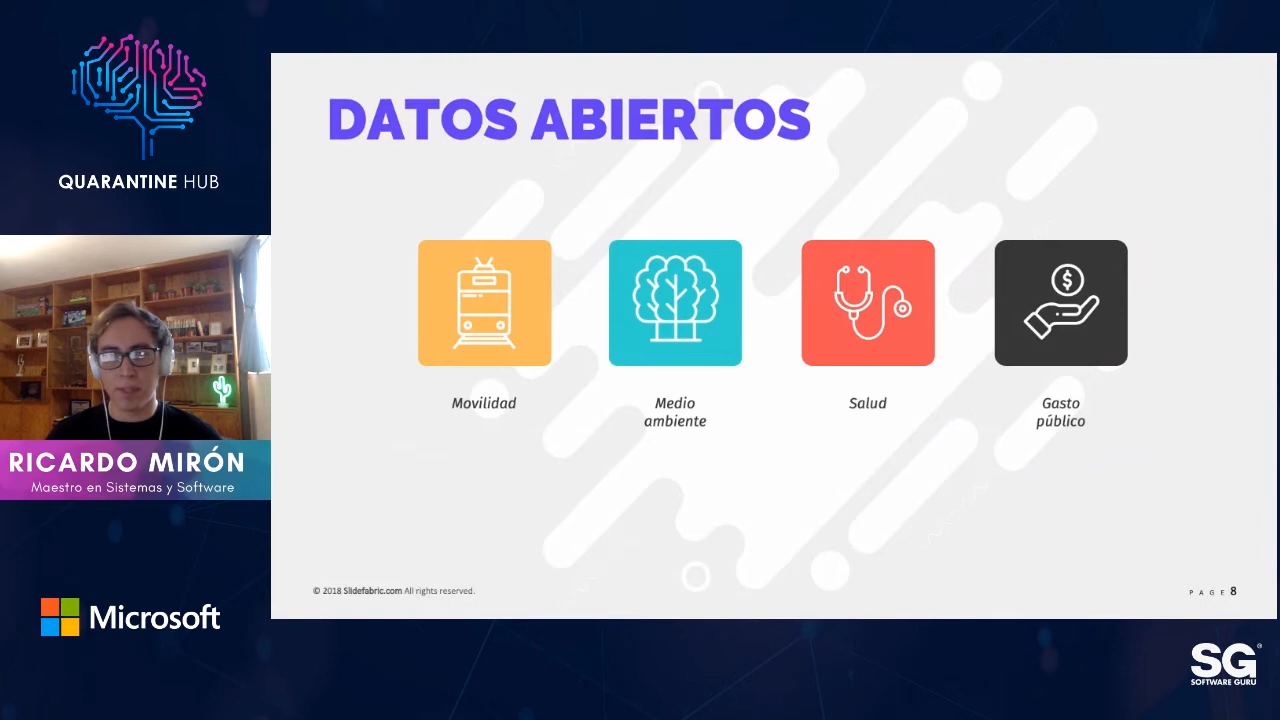 QUARANTINE HUB
DATOS ABIERTOS
Movilidad
Medio
ambiente
Salud
Gasto
público
RICARDO MIRÓN
Maestro en Sistemas y Software
© 2018 Slidefabric.com All rights reserved.
PAGE 8
Microsoft
SG®
SOFTWARE GURU